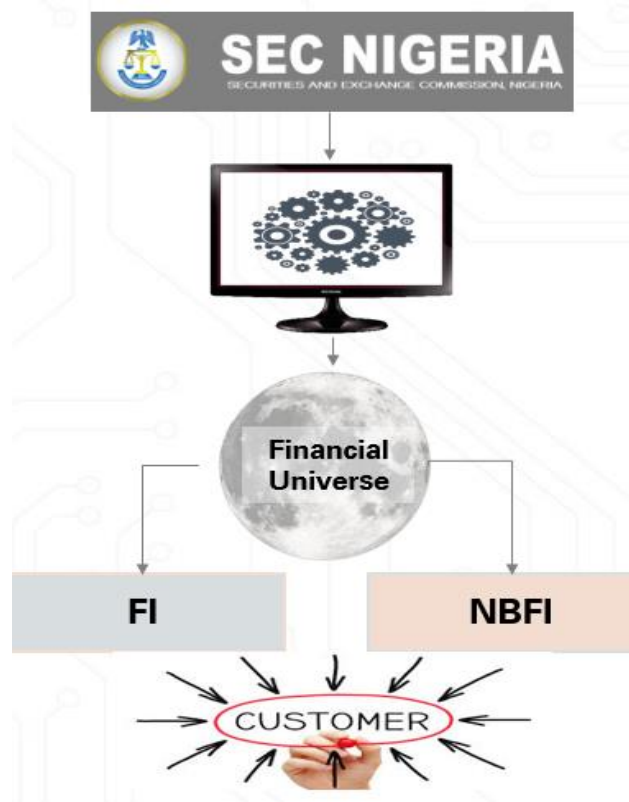 SEC NIGERIA
SECURITIES AND EXCHANGE COMMISSION, NIGERIA
Financial
Universe
FI
NBFI
CUSTOMER